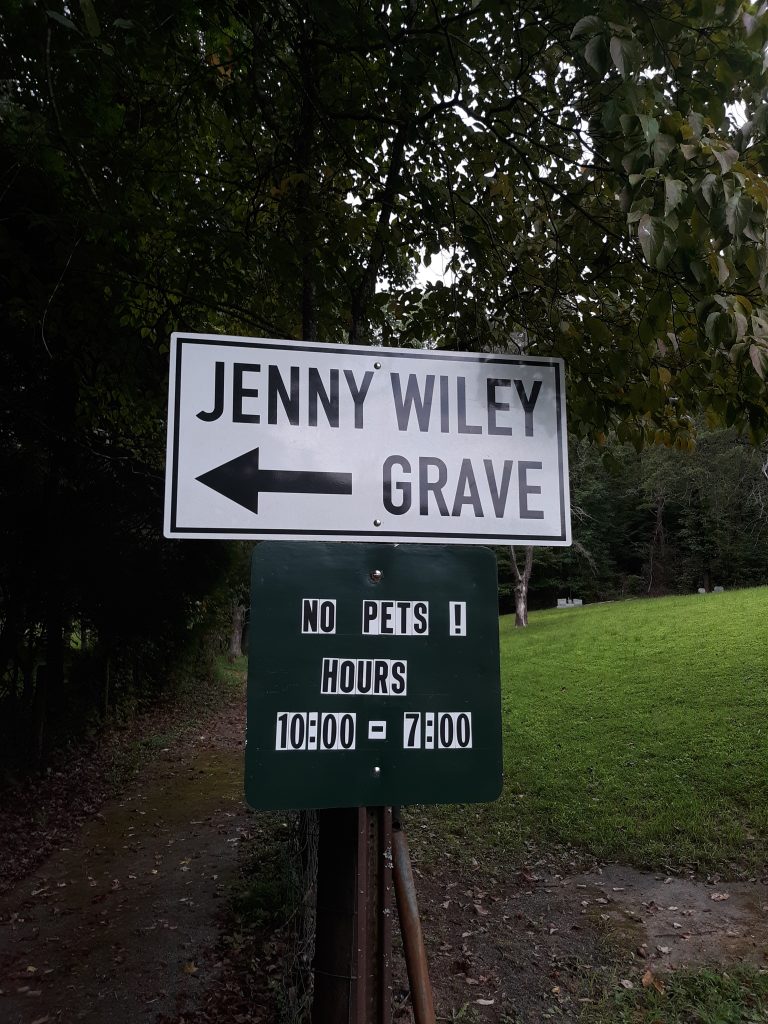 JENNY WILEY
GRAVE
NO PETS !
HOURS
10:00 - 7:00